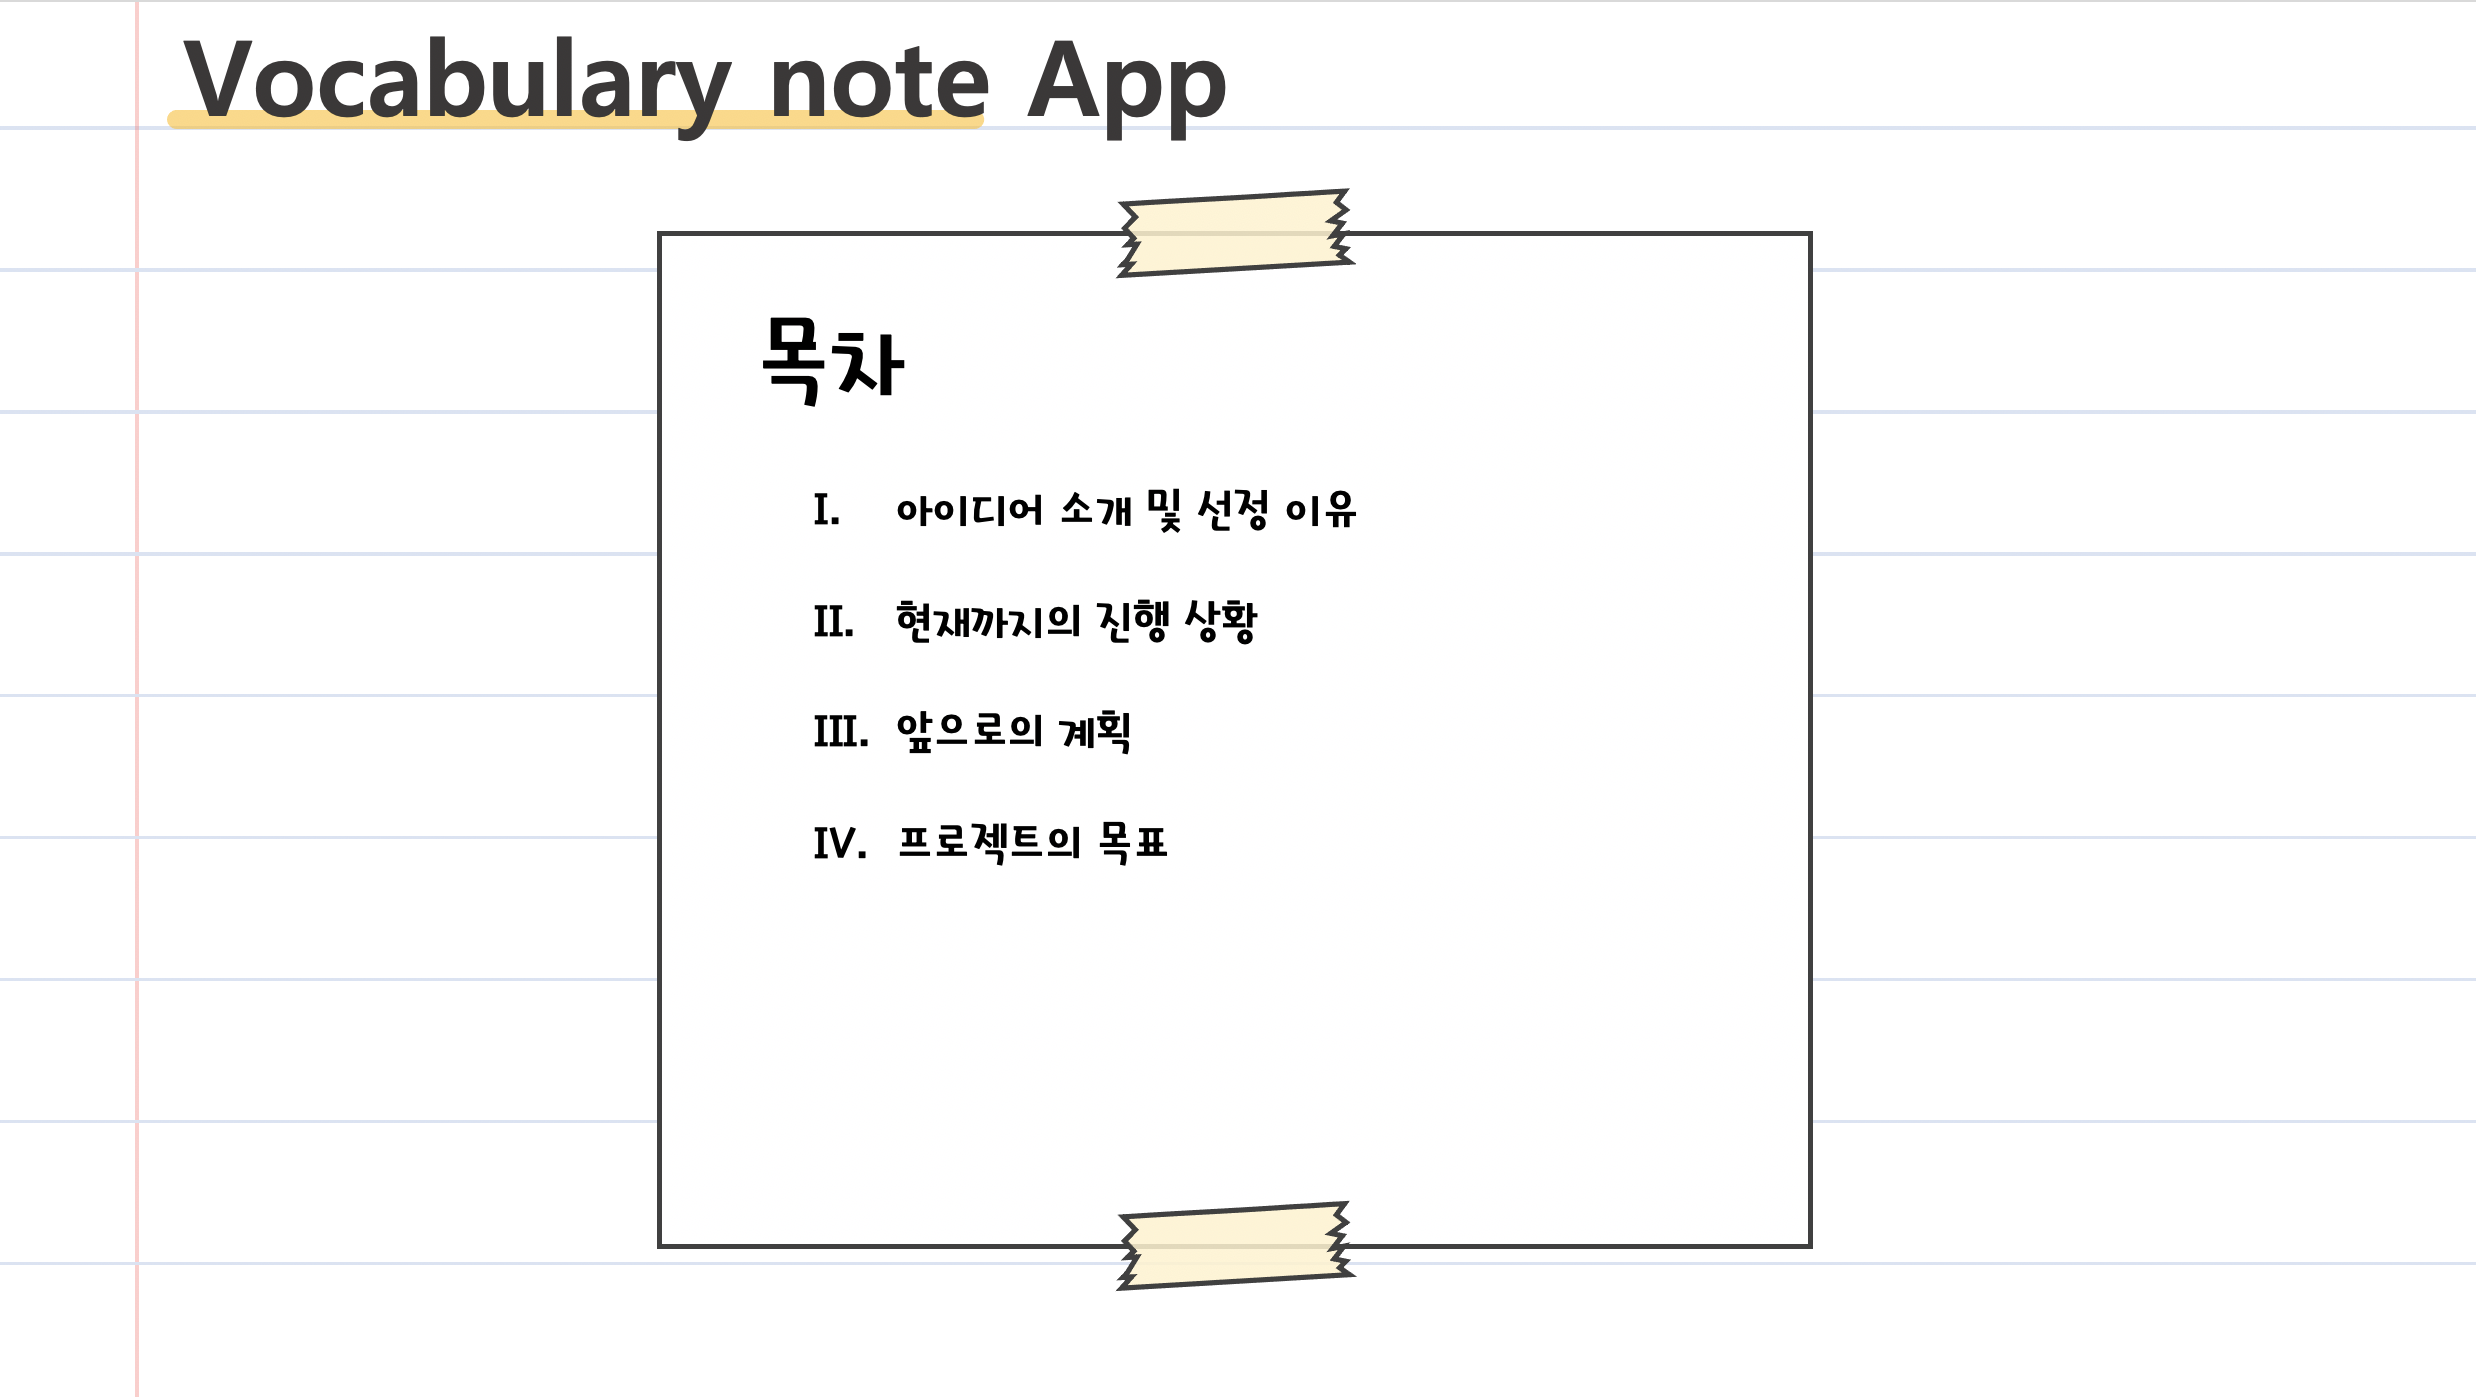 Vocabulary note App
목차
I. 아이디어 소개 및 선정 이유
II. 현재까지의 진행 상황
III. 앞으로의 계획
IV. 프로젝트의 목표